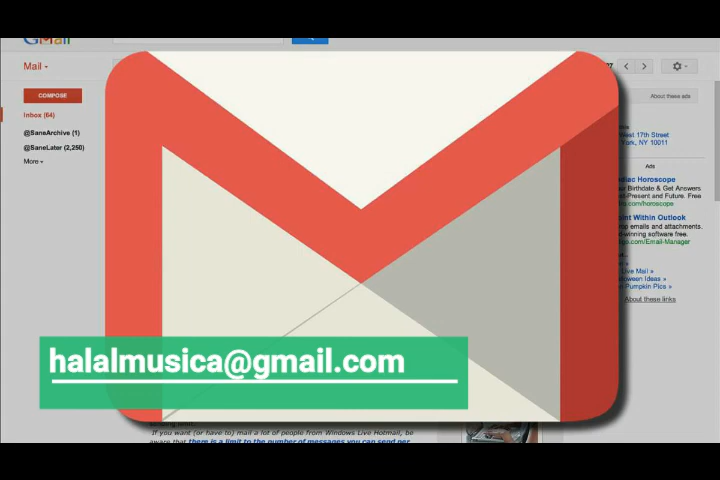 Gmail
Mail
COMPOSE
Inbox (64)
@SaneArchive (1)
@SaneLater (2,250)
More
About these ads
West 17th Street
York, NY 10011
Ads
Horoscope
Birthdate & Get Answers
Present and Future. Free
.com/horoscope
Within Outlook
emails and attachments.
winning software free.
.com/Email-Manager
Live Mail »
Ideas »
Pumpkin Pics »
About these links
halalmusica@gmail.com
If you want (or have to) mail a lot of people from Windows Live Hotmail, be
aware that there is a limit to the number of messages you can send per